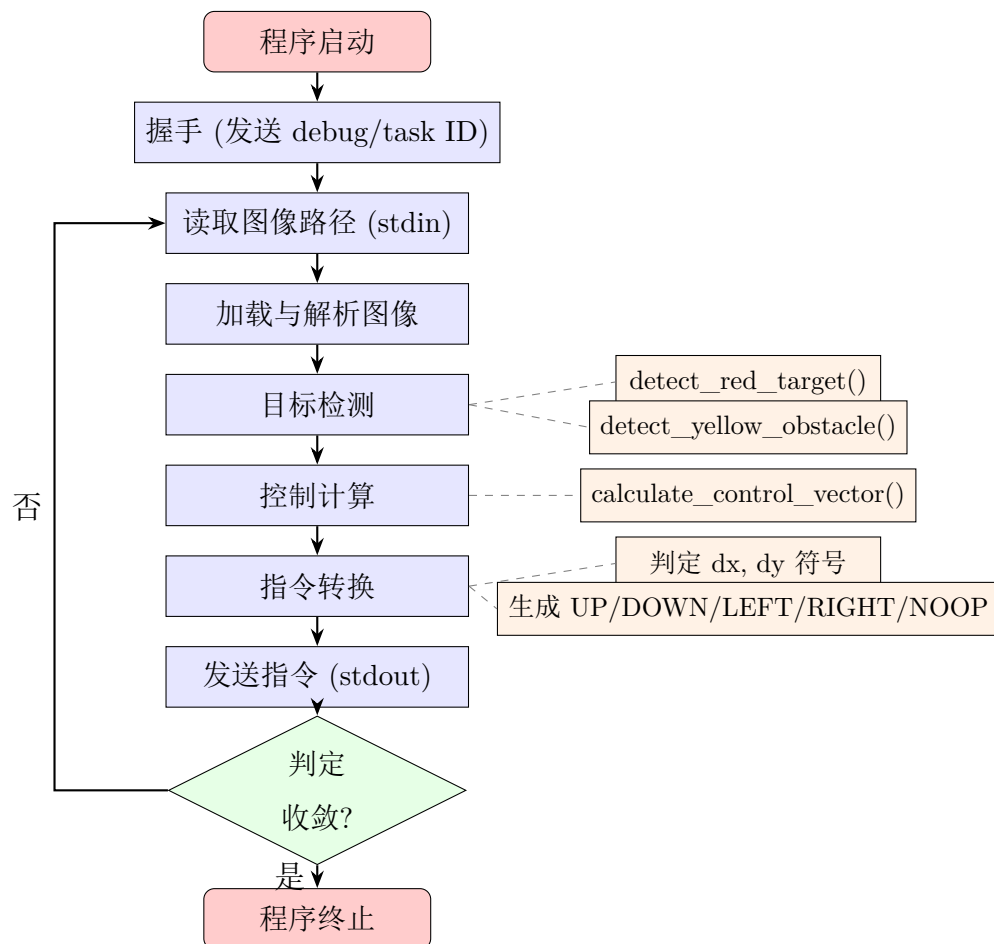 程序启动
握手 (发送 debug/task ID)
读取图像路径 (stdin)
加载与解析图像
目标检测
detect_red_target()
detect_yellow_obstacle()
控制计算
calculate_control_vector()
否
指令转换
判定 dx, dy 符号
生成 UP/DOWN/LEFT/RIGHT/NOOP
发送指令 (stdout)
判定
收敛?
是
程序终止